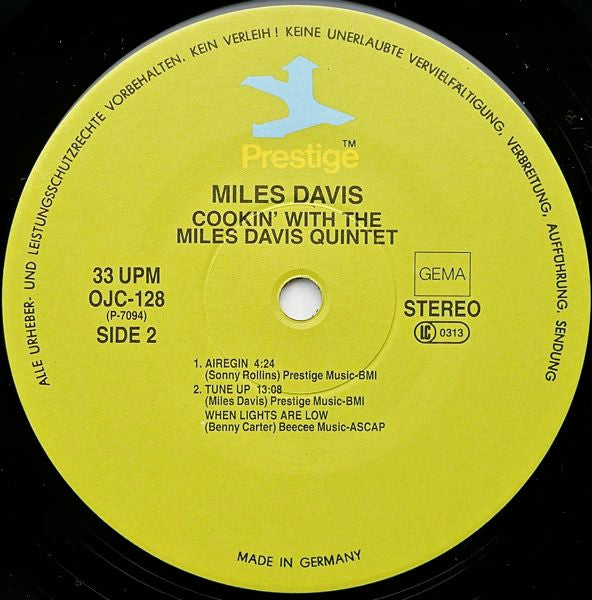 ALLE URHEBER- UND LEISTUNGSSCHUTZRECHTE VORBEHALTEN. KEIN VERLEIH! KEINE UNERLAUBTE VERVIELFÄLTIGUNG, VERBREITUNG, AUFFÜHRUNG, SENDUNG
Prestige™
MILES DAVIS
COOKIN' WITH THE
MILES DAVIS QUINTET
33 UPM
OJC-128
(P-7094)
SIDE 2
GEMA
STEREO
LC 0313
1. AIREGIN 4:24
(Sonny Rollins) Prestige Music-BMI
2. TUNE UP 13:08
(Miles Davis) Prestige Music-BMI
WHEN LIGHTS ARE LOW
(Benny Carter) Beecee Music-ASCAP
MADE IN GERMANY